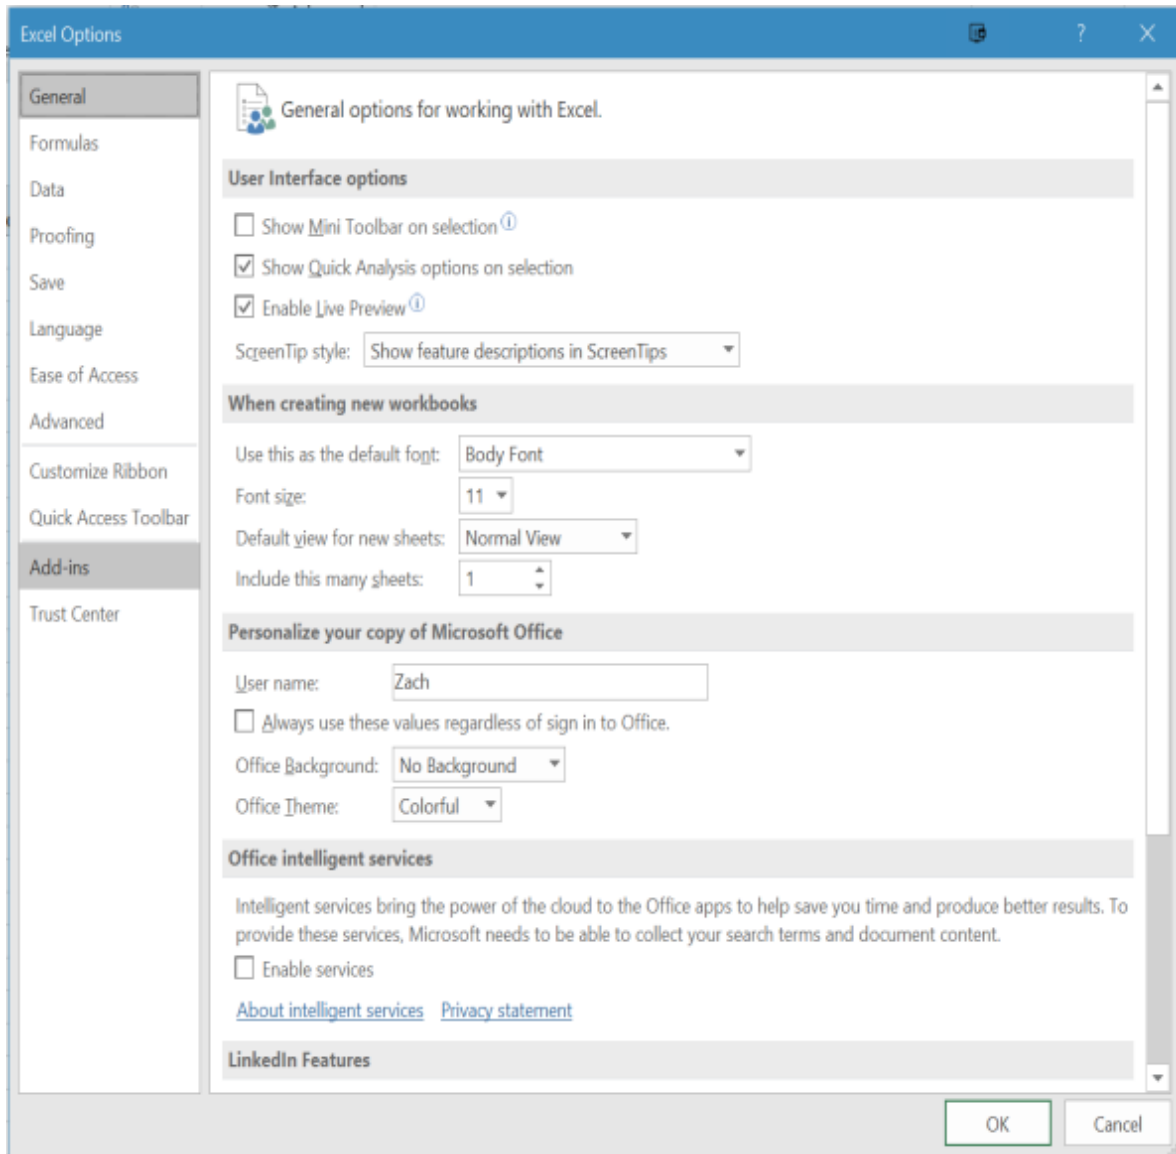 Excel Options
?
General
Formulas
Data
Proofing
Save
Language
Ease of Access
Advanced
Customize Ribbon
Quick Access Toolbar
Add-ins
Trust Center
General options for working with Excel.
User Interface options
Show Mini Toolbar on selection
Show Quick Analysis options on selection
Enable Live Preview
ScreenTip style: Show feature descriptions in ScreenTips
When creating new workbooks
Use this as the default font: Body Font
Font size: 11
Default view for new sheets: Normal View
Include this many sheets: 1
Personalize your copy of Microsoft Office
User name: Zach
Always use these values regardless of sign in to Office.
Office Background: No Background
Office Theme: Colorful
Office intelligent services
Intelligent services bring the power of the cloud to the Office apps to help save you time and produce better results. To
provide these services, Microsoft needs to be able to collect your search terms and document content.
Enable services
About intelligent services Privacy statement
LinkedIn Features
OK Cancel